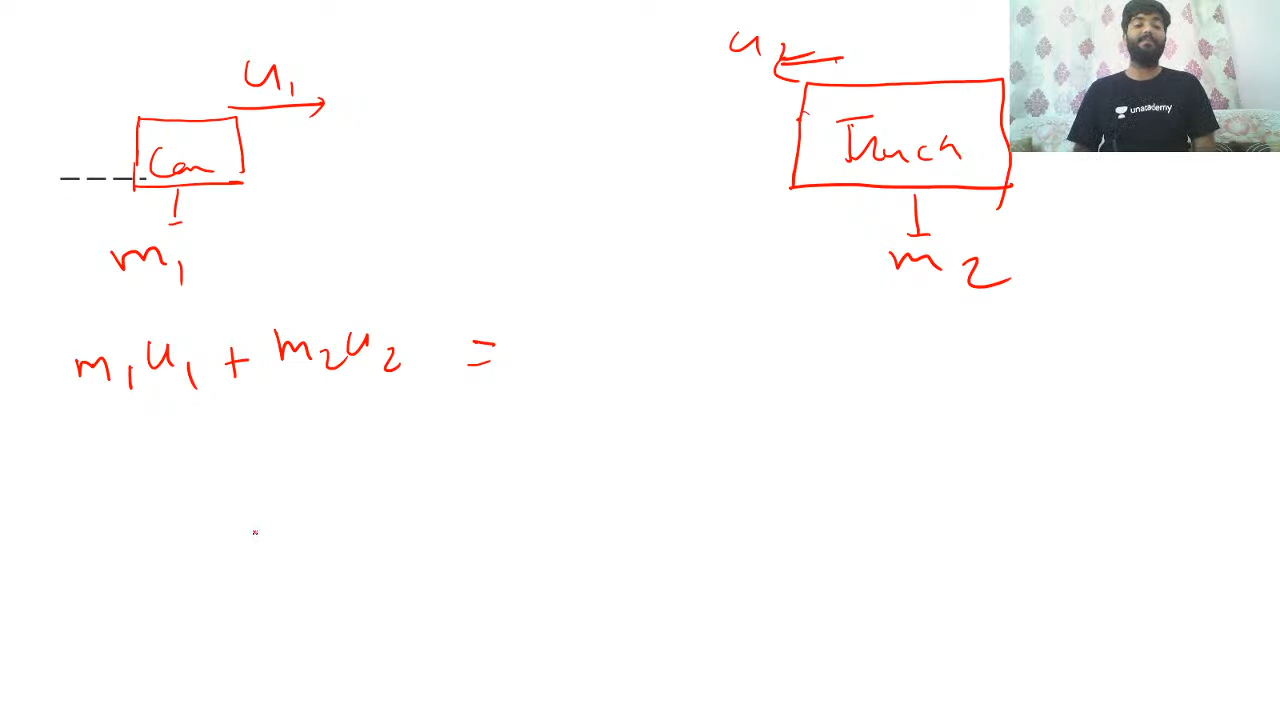 u₁
u₂
Car
Truck
m₁
m₂
m₁u₁ + m₂u₂ =
unacademy